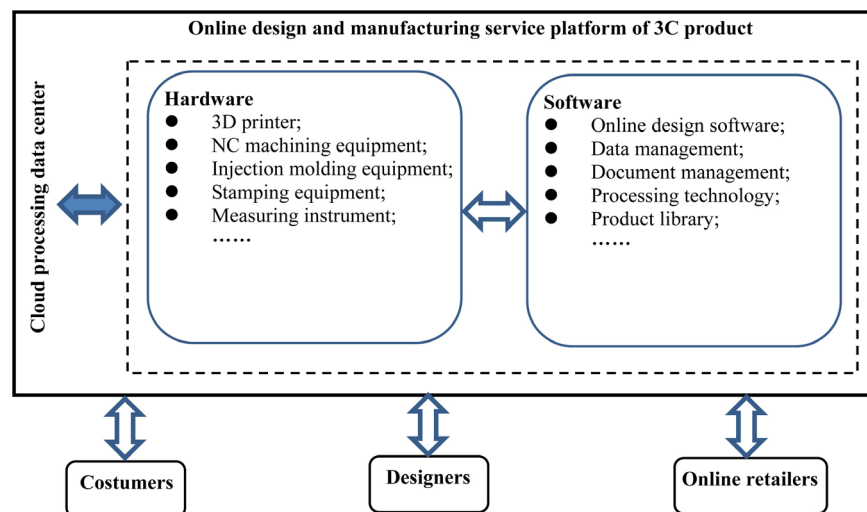 Online design and manufacturing service platform of 3C product
Cloud processing data center
Hardware
● 3D printer;
● NC machining equipment;
● Injection molding equipment;
● Stamping equipment;
● Measuring instrument;
……
Software
● Online design software;
● Data management;
● Document management;
● Processing technology;
● Product library;
……
Costumers
Designers
Online retailers